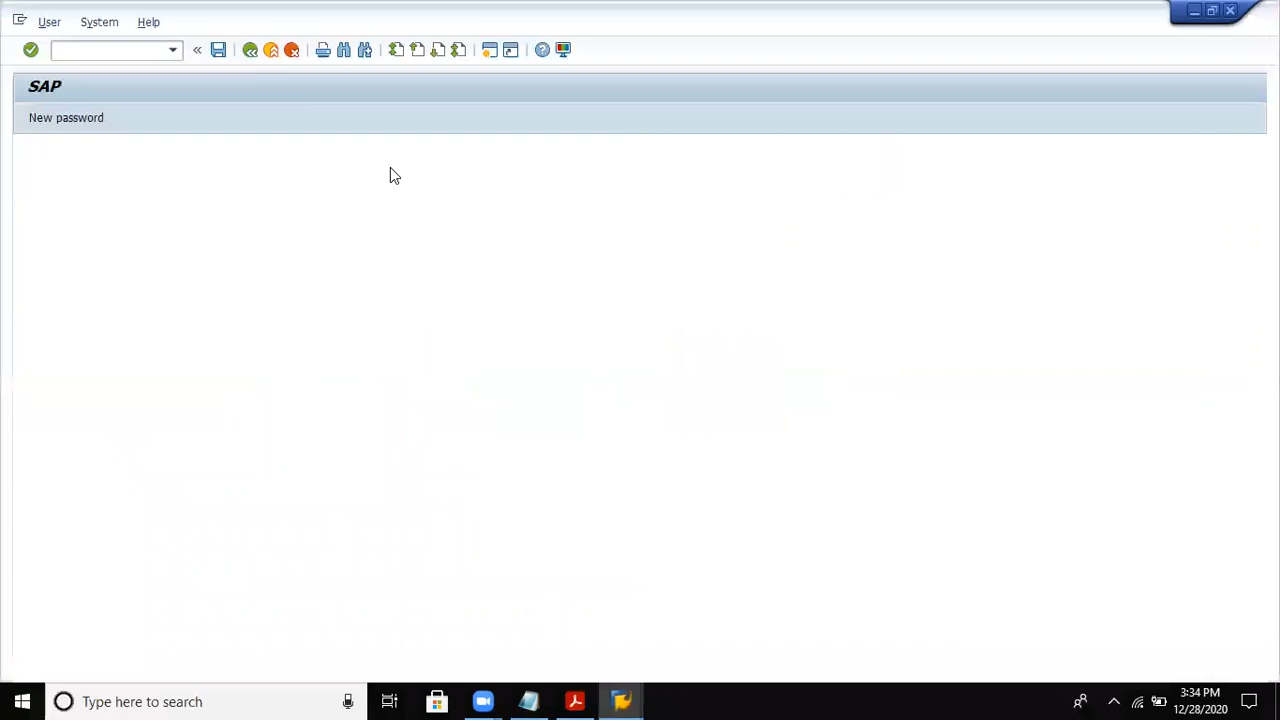 User System Help
SAP
New password
Type here to search
3:34 PM
12/28/2020